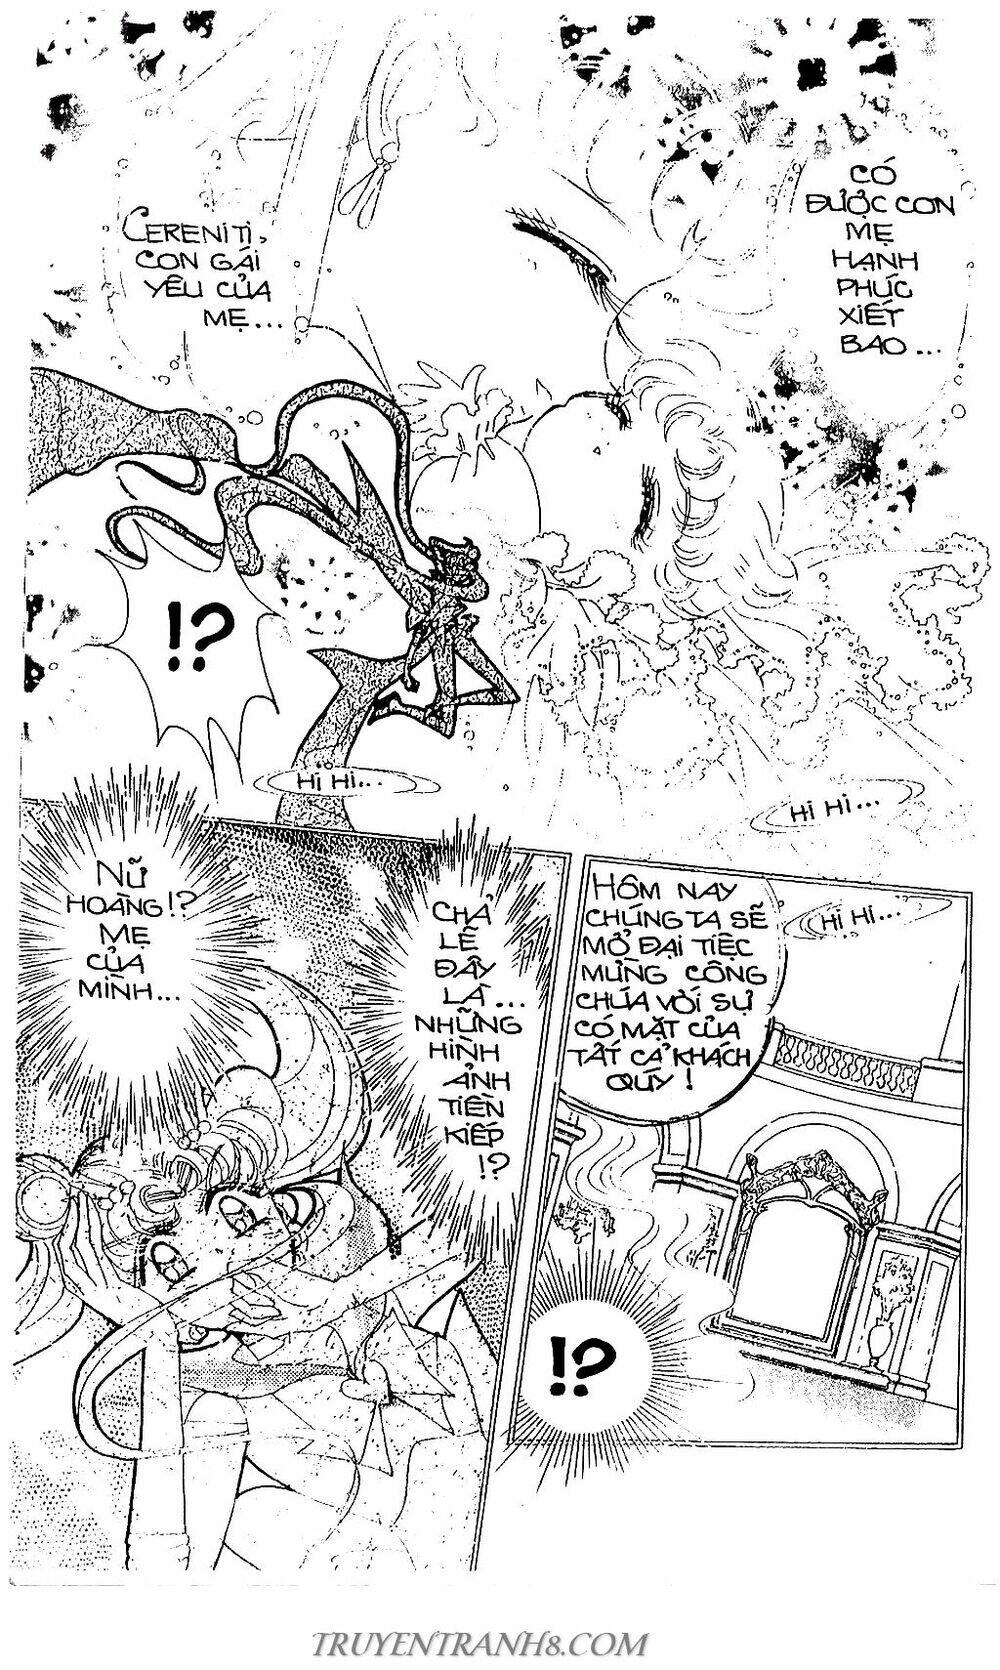 CÓ
ĐƯỢC CON
MẸ
HẠNH
PHÚC
XIẾT
BAO...
CERENITI,
CON GÁI
YÊU CỦA
MẸ...
!?
HI HI...
HI HI...
HÔM NAY
CHÚNG TA SẼ
MỞ ĐẠI TIỆC
MỪNG CÔNG
CHÚA VỚI SỰ
CÓ MẶT CỦA
TẤT CẢ KHÁCH
QÚY!
HI HI...
!?
CHẢ
LẼ
ĐÂY
LÀ...
NHỮNG
HÌNH
ẢNH
TIỀN
KIẾP
!?
NỮ
HOÀNG!?
MẸ
CỦA
MÌNH...
TRUYENTRANH8.COM